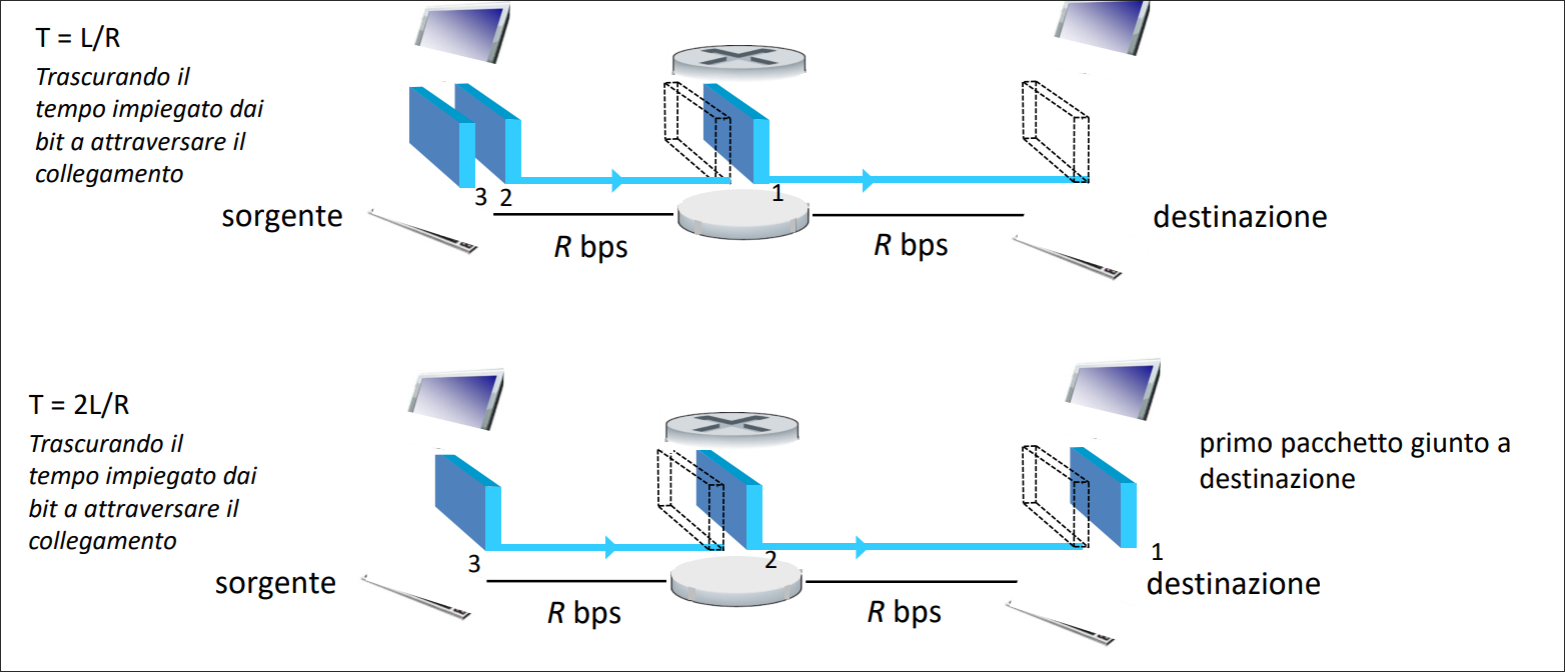 T = L/R
Trascurando il
tempo impiegato dai
bit a attraversare il
collegamento
3 2
1
sorgente
destinazione
R bps
R bps
T = 2L/R
Trascurando il
tempo impiegato dai
bit a attraversare il
collegamento
primo pacchetto giunto a
destinazione
3
2
1
sorgente
destinazione
R bps
R bps